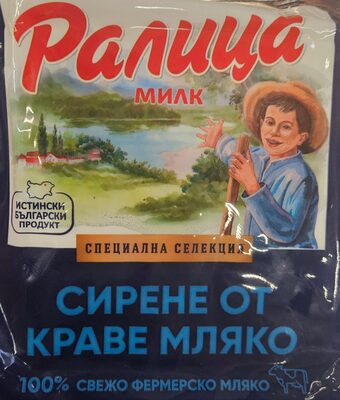 Ралица
МИЛК
ИСТИНСКИ
БЪЛГАРСКИ
ПРОДУКТ
СПЕЦИАЛНА СЕЛЕКЦИЯ
СИРЕНЕ ОТ
КРАВЕ МЛЯКО
100% СВЕЖО ФЕРМЕРСКО МЛЯКО